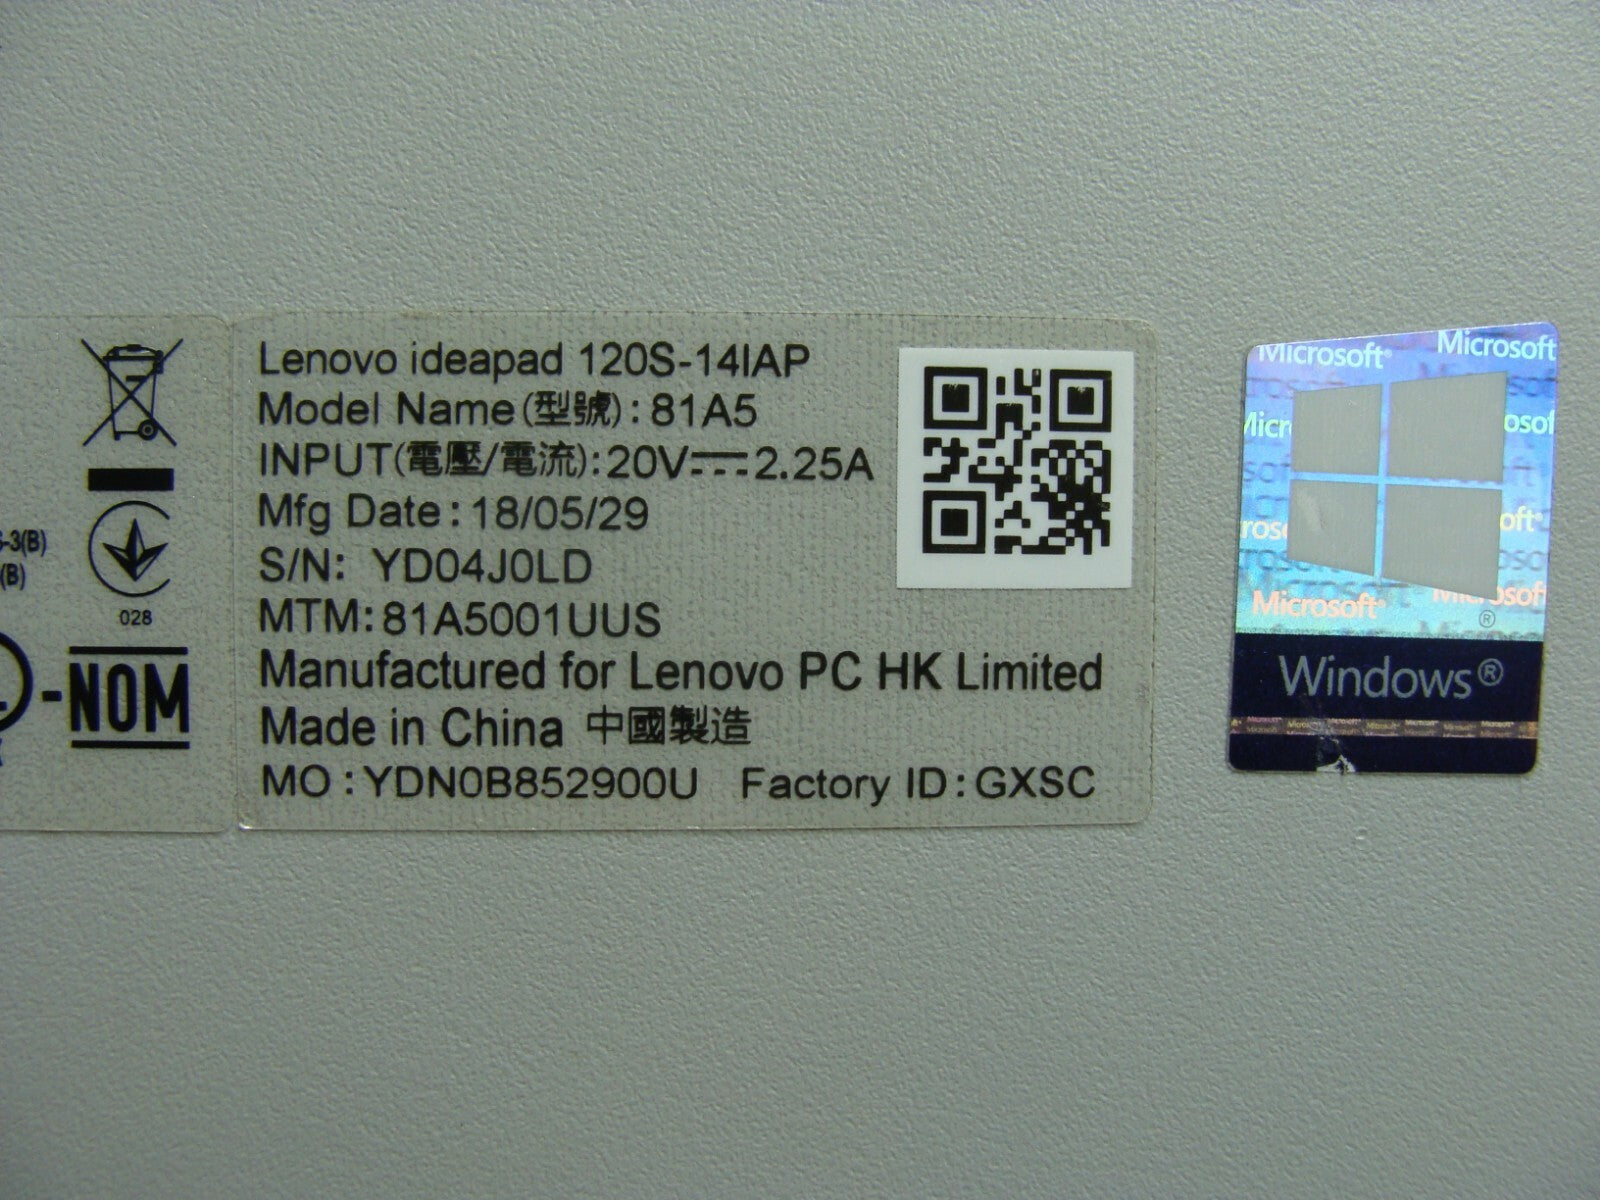 -3(B)
(B)
028
-NOM
Lenovo ideapad 120S-14IAP
Model Name(型號): 81A5
INPUT(電壓/電流):20V⎓2.25A
Mfg Date: 18/05/29
S/N: YD04J0LD
MTM:81A5001UUS
Manufactured for Lenovo PC HK Limited
Made in China 中國製造
MO : YDN0B852900U Factory ID: GXSC
Microsoft® Microsoft
Microsoft®
®
Windows®